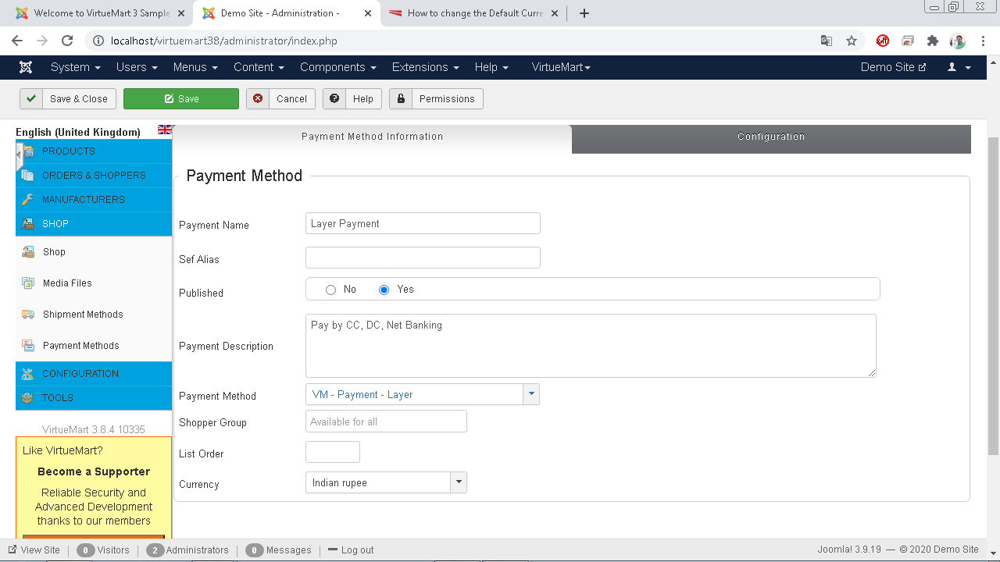 Welcome to VirtueMart 3 Sample
Demo Site - Administration -
How to change the Default Curre
localhost/virtuemart38/administrator/index.php
System Users Menus Content Components Extensions Help VirtueMart Demo Site
Save & Close Save Cancel Help Permissions
English (United Kingdom)
PRODUCTS
ORDERS & SHOPPERS
MANUFACTURERS
SHOP
Shop
Media Files
Shipment Methods
Payment Methods
CONFIGURATION
TOOLS
VirtueMart 3.8.4 10335
Like VirtueMart?
Become a Supporter
Reliable Security and
Advanced Development
thanks to our members
Payment Method Information Configuration
Payment Method
Payment Name Layer Payment
Sef Alias
Published No Yes
Payment Description Pay by CC, DC, Net Banking
Payment Method VM - Payment - Layer
Shopper Group Available for all
List Order
Currency Indian rupee
View Site 0 Visitors 2 Administrators 0 Messages Log out Joomla! 3.9.19 — © 2020 Demo Site